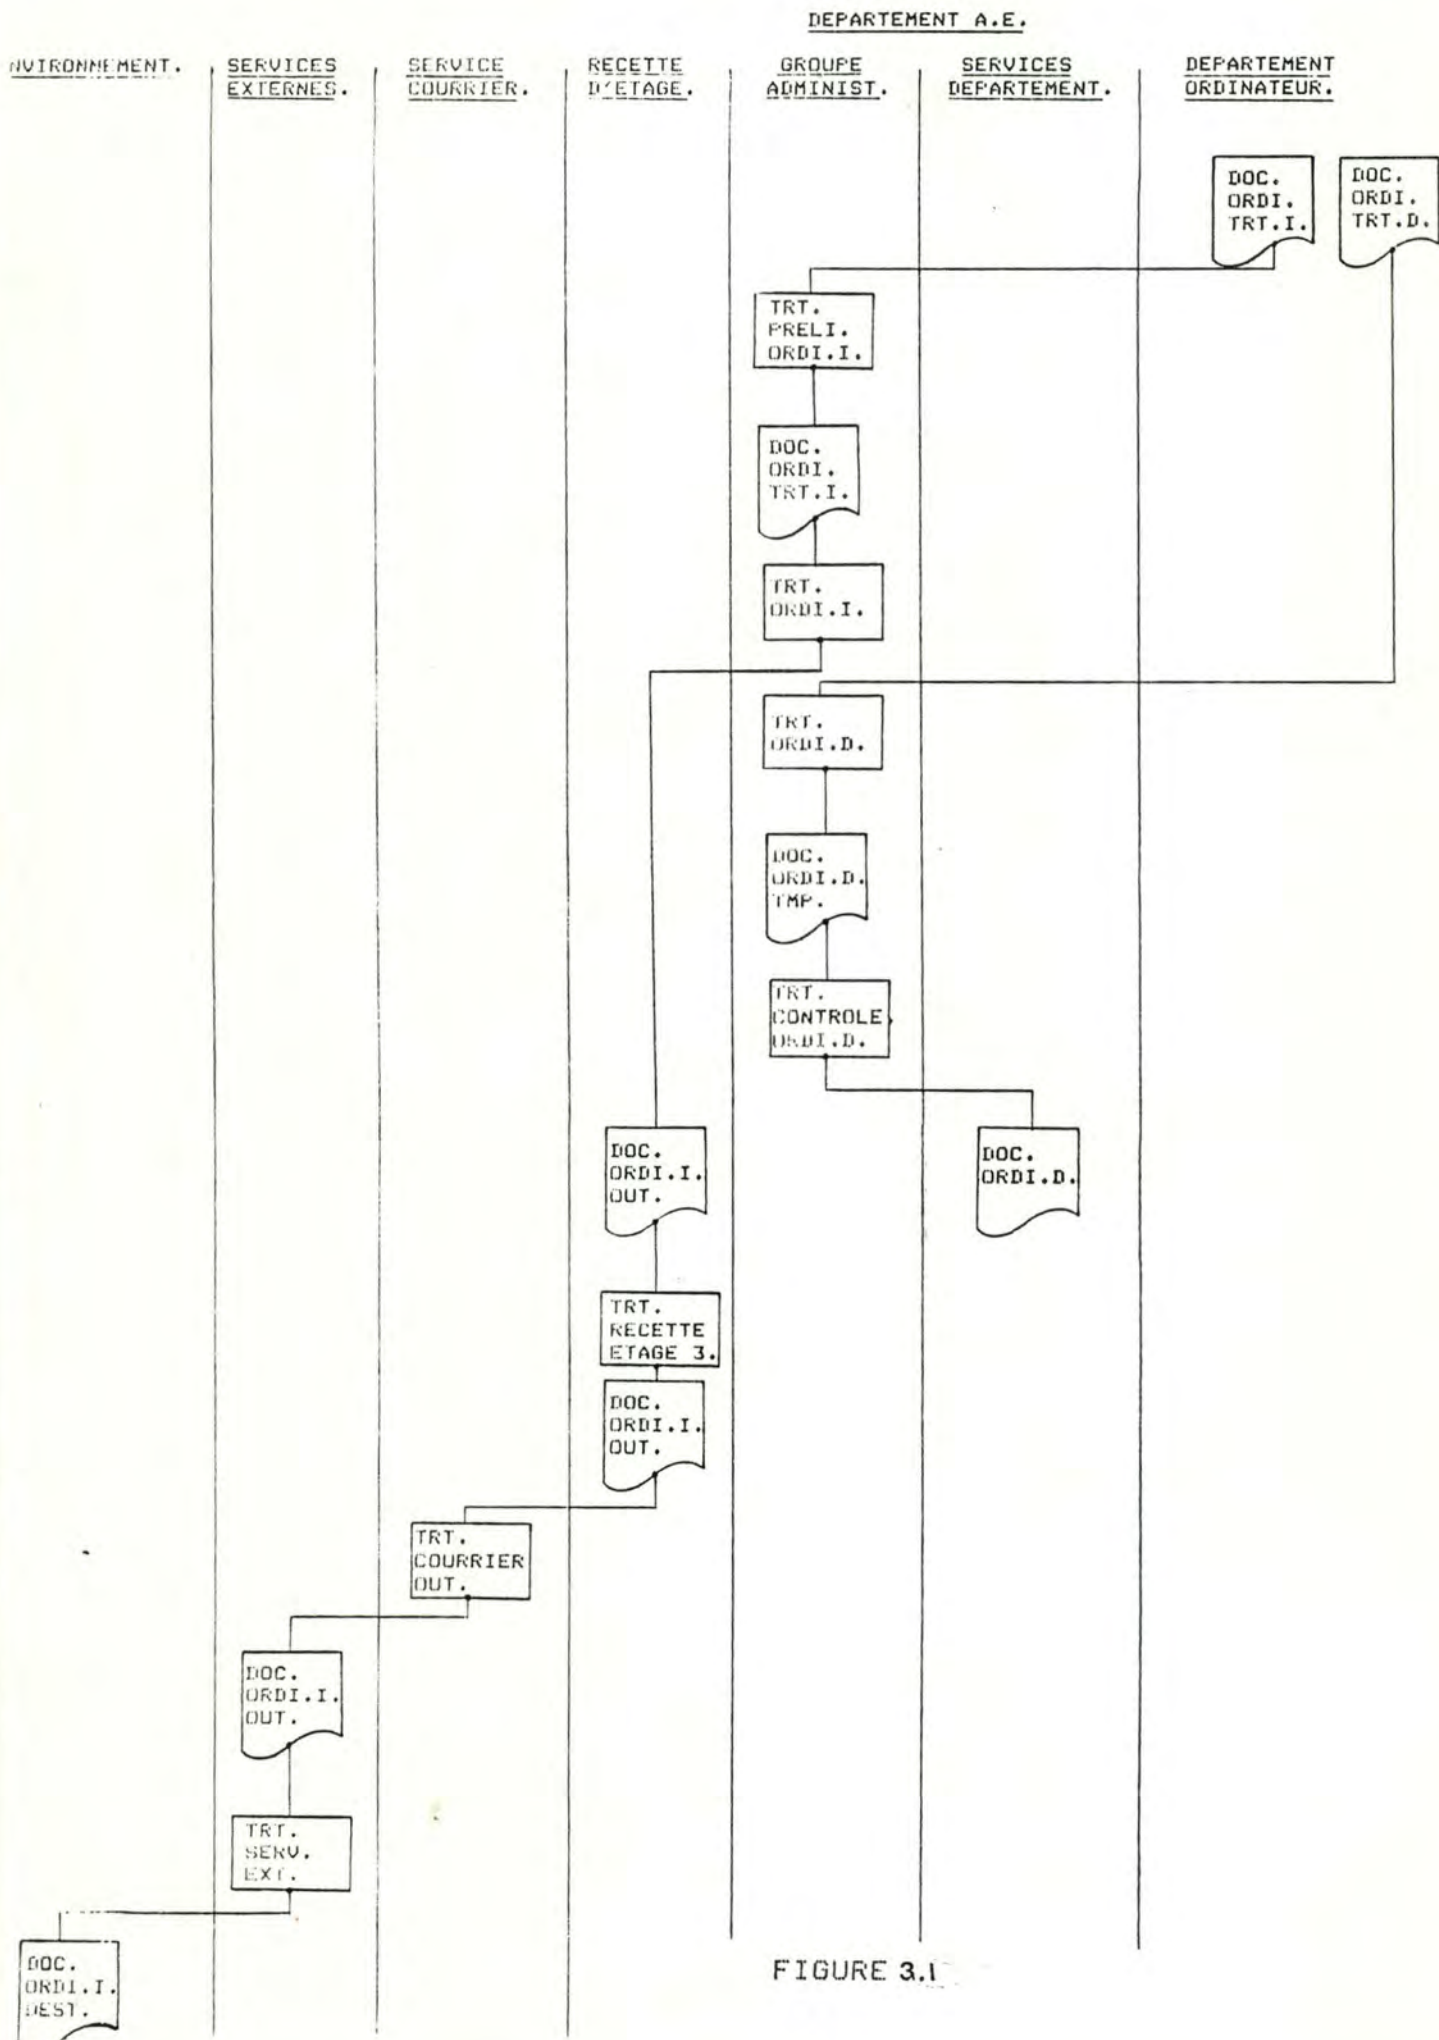 DEPARTEMENT A.E.
NVIRONNEMENT.
SERVICES
EXTERNES.
SERVICE
COURRIER.
RECETTE
D'ETAGE.
GROUPE
ADMINIST.
SERVICES
DEPARTEMENT.
DEPARTEMENT
ORDINATEUR.
DOC.
ORDI.
TRT.I.
DOC.
ORDI.
TRT.D.
TRT.
PRELI.
ORDI.I.
DOC.
ORDI.
TRT.I.
TRT.
ORDI.I.
TRT.
ORDI.D.
DOC.
ORDI.D.
TMP.
TRT.
CONTROLE.
ORDI.D.
DOC.
ORDI.I.
OUT.
DOC.
ORDI.D.
TRT.
RECETTE
ETAGE 3.
DOC.
ORDI.I.
OUT.
TRT.
COURRIER
OUT.
DOC.
ORDI.I.
OUT.
TRT.
SERV.
EXT.
DOC.
ORDI.I.
DEST.
FIGURE 3.1